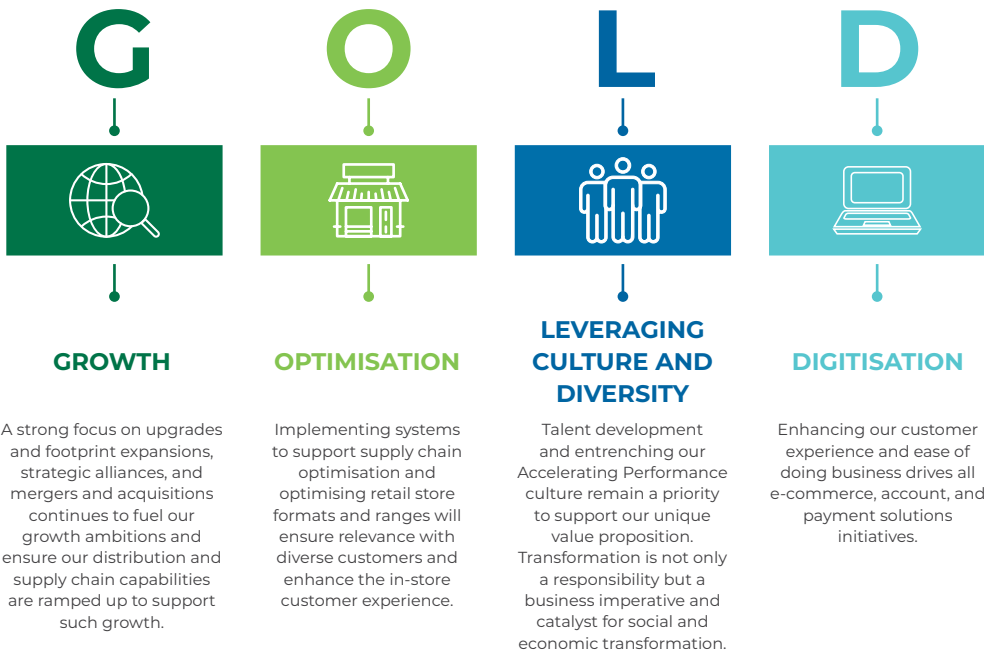 G
O
L
D
GROWTH
A strong focus on upgrades
and footprint expansions,
strategic alliances, and
mergers and acquisitions
continues to fuel our
growth ambitions and
ensure our distribution and
supply chain capabilities
are ramped up to support
such growth.
OPTIMISATION
Implementing systems
to support supply chain
optimisation and
optimising retail store
formats and ranges will
ensure relevance with
diverse customers and
enhance the in-store
customer experience.
LEVERAGING
CULTURE AND
DIVERSITY
Talent development
and entrenching our
Accelerating Performance
culture remain a priority
to support our unique
value proposition.
Transformation is not only
a responsibility but a
business imperative and
catalyst for social and
economic transformation.
DIGITISATION
Enhancing our customer
experience and ease of
doing business drives all
e-commerce, account, and
payment solutions
initiatives.